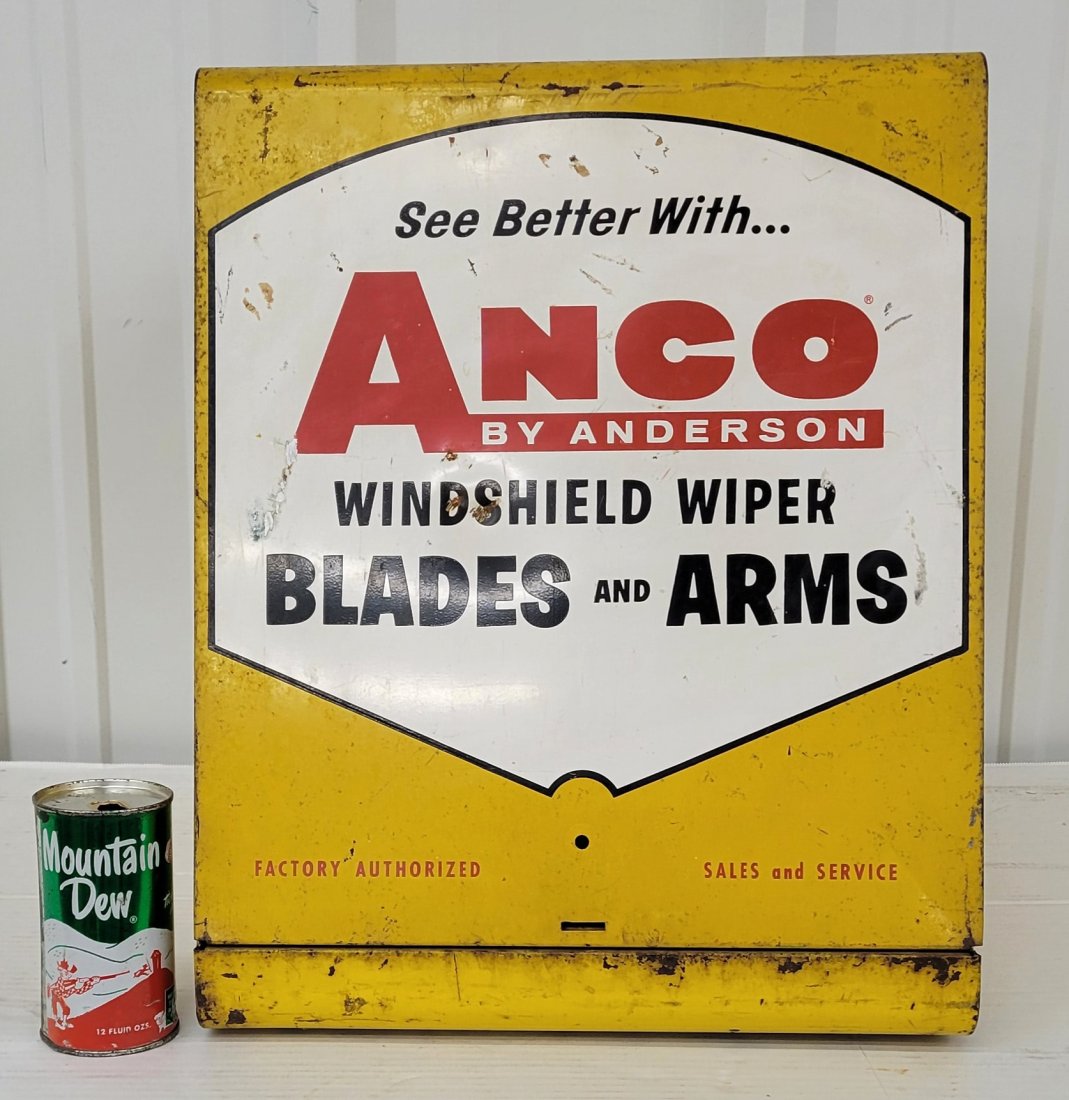 See Better With...
ANCO®
BY ANDERSON
WINDSHIELD WIPER
BLADES AND ARMS
FACTORY AUTHORIZED
SALES and SERVICE
Mountain
Dew®
12 FLUID OZS.